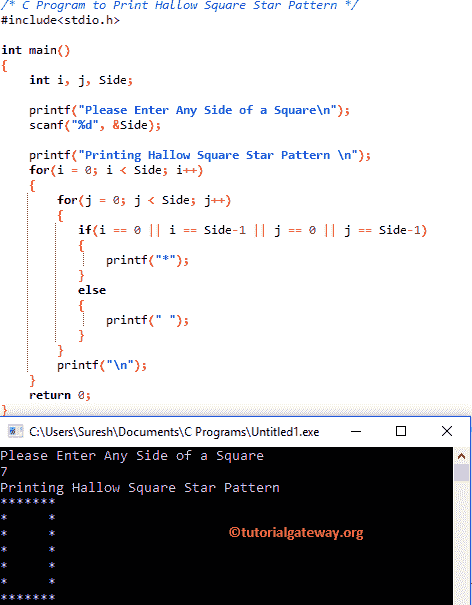 /* C Program to Print Hallow Square Star Pattern */
#include<stdio.h>
int main()
{
    int i, j, Side;
    printf("Please Enter Any Side of a Square\n");
    scanf("%d", &Side);
    printf("Printing Hallow Square Star Pattern \n");
    for(i = 0; i < Side; i++)
    {
        for(j = 0; j < Side; j++)
        {
           if(i == 0 || i == Side-1 || j == 0 || j == Side-1)
           {
               printf("*");
           }
           else
           {
               printf(" ");
           }
        }
        printf("\n");
    }
    return 0;
}
C:\Users\Suresh\Documents\C Programs\Untitled1.exe
Please Enter Any Side of a Square
7
Printing Hallow Square Star Pattern
*******
*     *
*     *
*     *
*     *
*     *
*******
©tutorialgateway.org